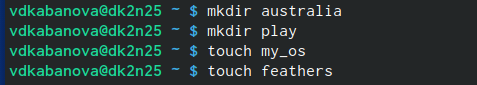 vdkabanova@dk2n25 ~ $ mkdir australia
vdkabanova@dk2n25 ~ $ mkdir play
vdkabanova@dk2n25 ~ $ touch my_os
vdkabanova@dk2n25 ~ $ touch feathers